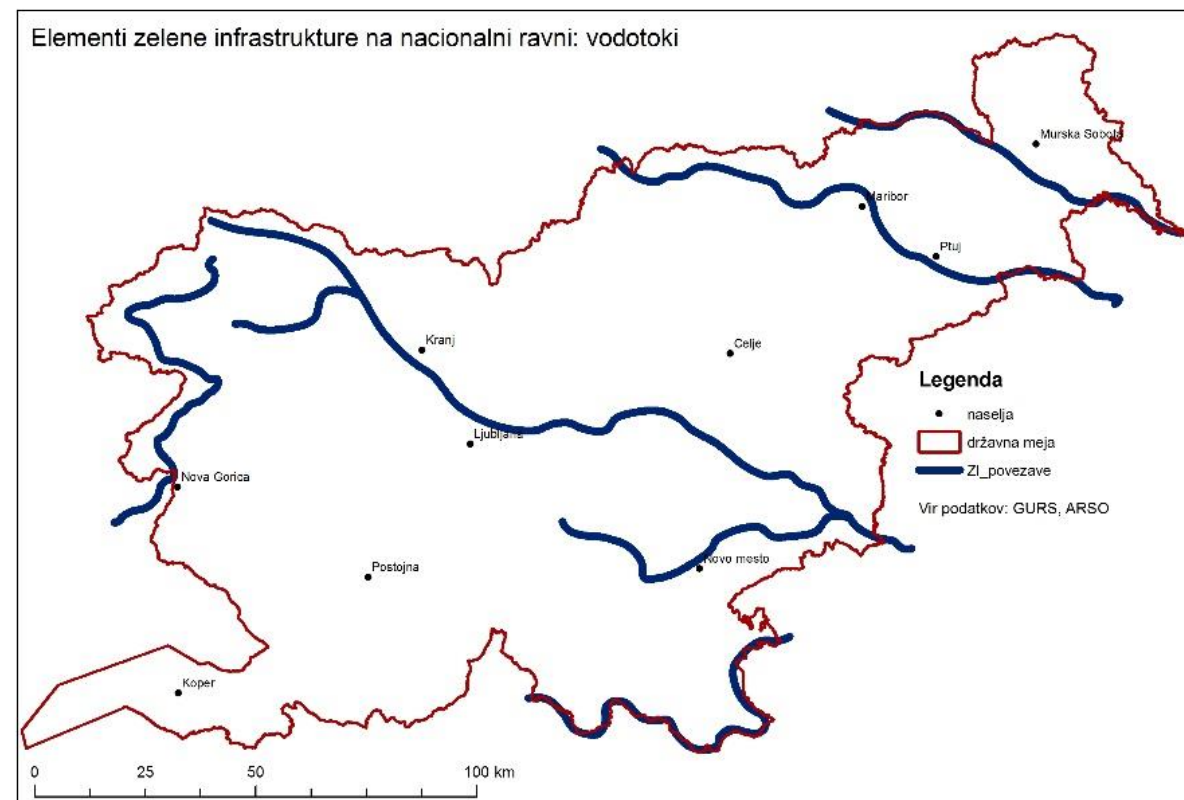 Elementi zelene infrastrukture na nacionalni ravni: vodotoki
Murska Sobota
Maribor
Ptuj
Kranj
Celje
Ljubljana
Nova Gorica
Novo mesto
Postojna
Koper
Legenda
naselja
državna meja
ZI_povezave
Vir podatkov: GURS, ARSO
0 25 50 100 km